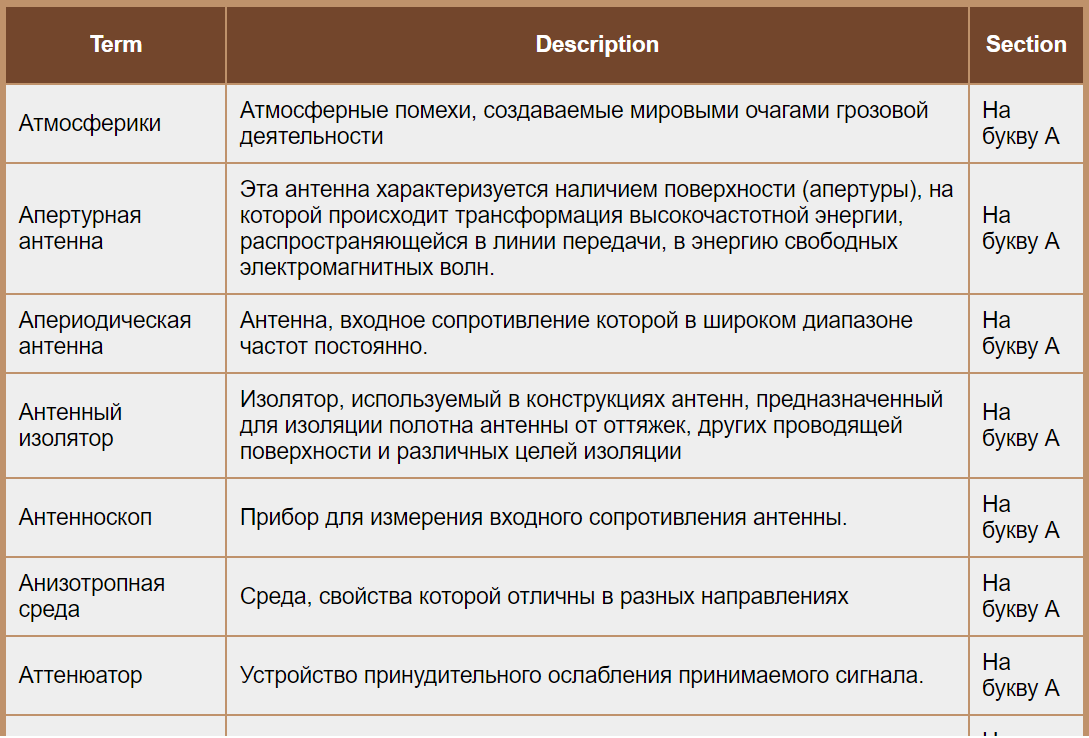 Term Description Section
Атмосферики
Атмосферные помехи, создаваемые мировыми очагами грозовой
деятельности
На
букву А
Апертурная
антенна
Эта антенна характеризуется наличием поверхности (апертуры), на
которой происходит трансформация высокочастотной энергии,
распространяющейся в линии передачи, в энергию свободных
электромагнитных волн.
На
букву А
Апериодическая
антенна
Антенна, входное сопротивление которой в широком диапазоне
частот постоянно.
На
букву А
Антенный
изолятор
Изолятор, используемый в конструкциях антенн, предназначенный
для изоляции полотна антенны от оттяжек, других проводящей
поверхности и различных целей изоляции
На
букву А
Антенноскоп
Прибор для измерения входного сопротивления антенны.
На
букву А
Анизотропная
среда
Среда, свойства которой отличны в разных направлениях
На
букву А
Аттенюатор
Устройство принудительного ослабления принимаемого сигнала.
На
букву А